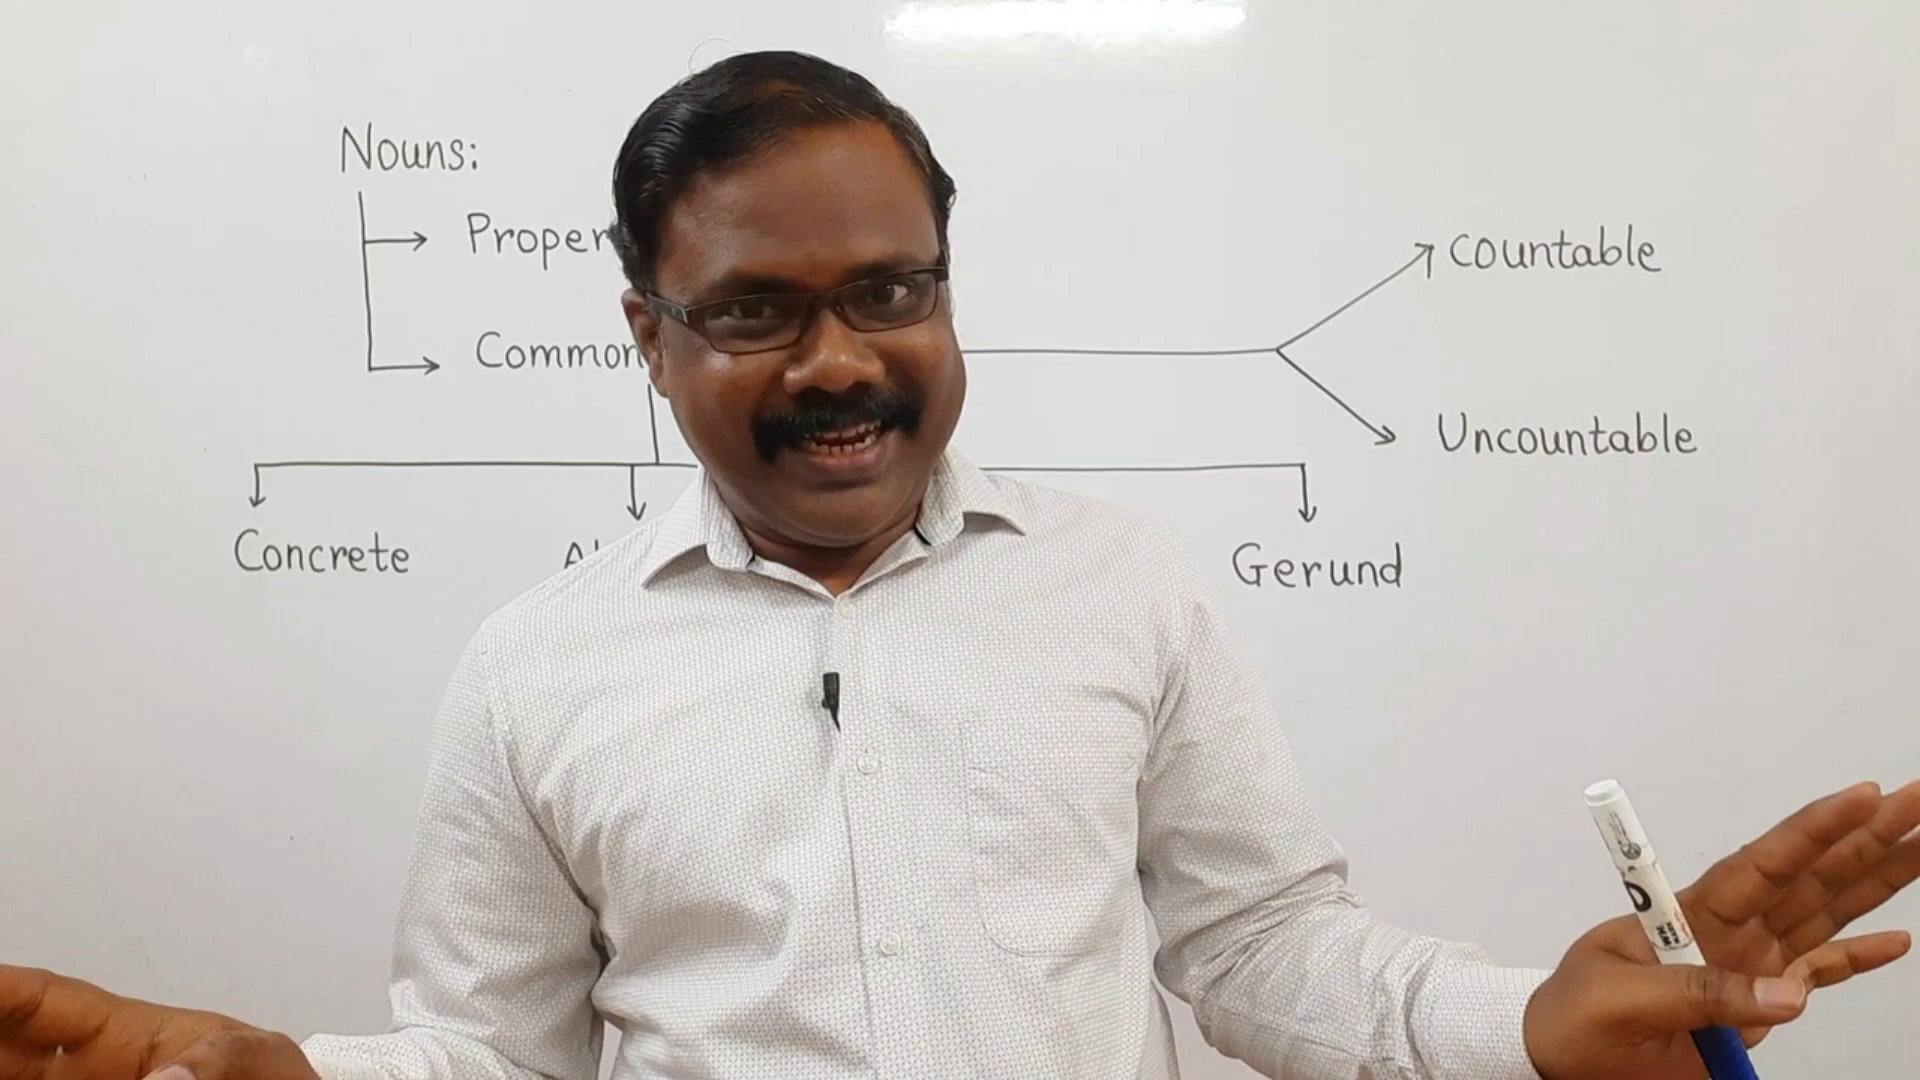 Nouns:
Proper
Common
countable
Uncountable
Concrete
Gerund